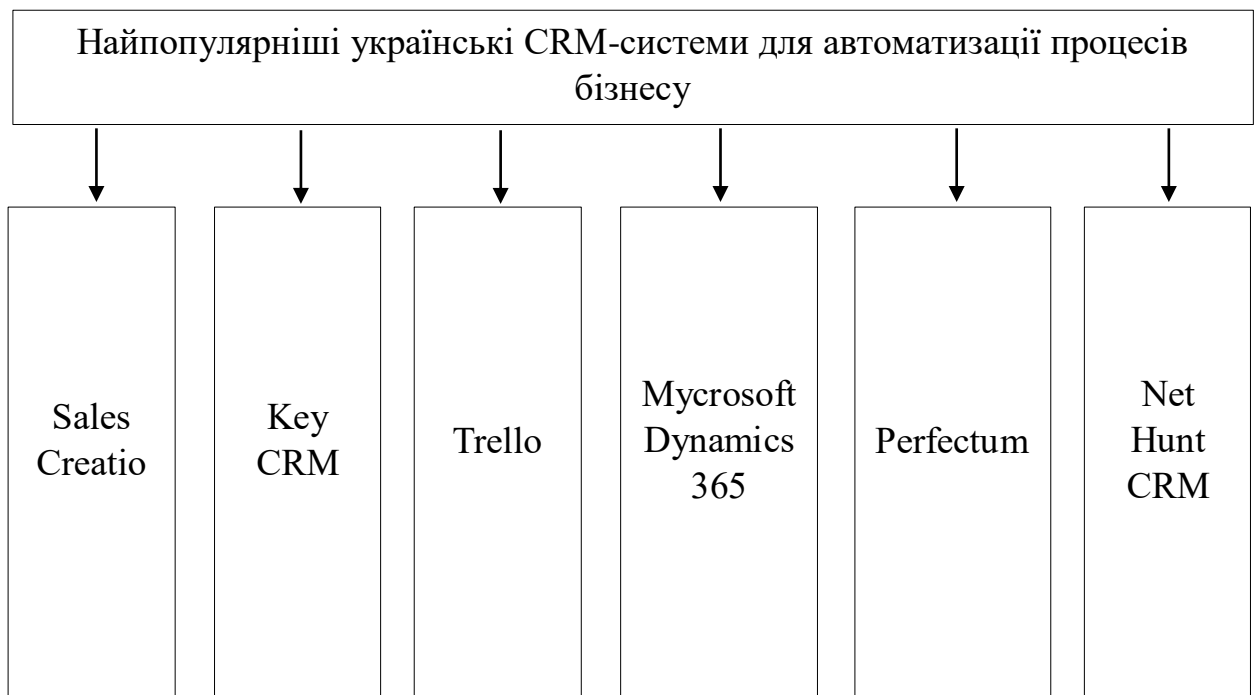 Найпопулярніші українські CRM-системи для автоматизації процесів
бізнесу
Sales
Creatio
Key
CRM
Trello
Mycrosoft
Dynamics
365
Perfectum
Net
Hunt
CRM